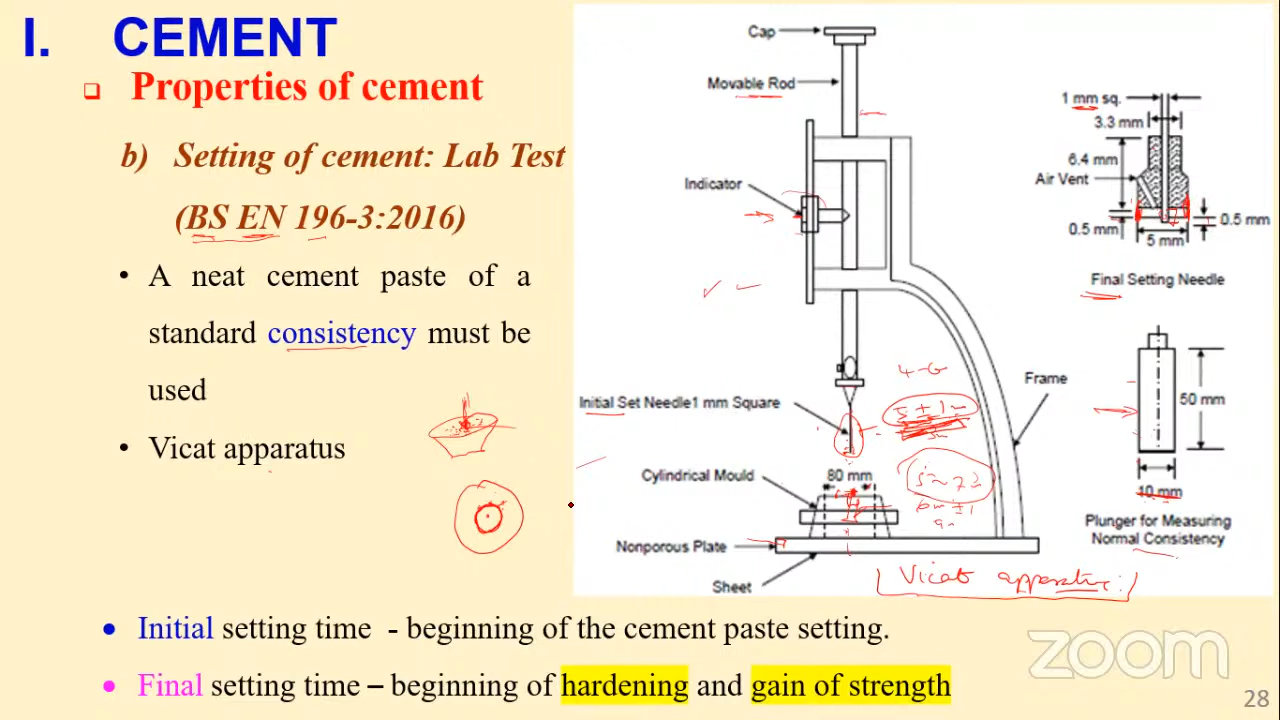 I. CEMENT
❑ Properties of cement
b) Setting of cement: Lab Test
(BS EN 196-3:2016)
• A neat cement paste of a
standard consistency must be
used
• Vicat apparatus
Cap
Movable Rod
Indicator
Initial Set Needle1 mm Square
4-6
5 ± 1
Cylindrical Mould
80 mm
Nonporous Plate
Sheet
Frame
Vicat apparatus
1 mm sq.
3.3 mm
6.4 mm
Air Vent
0.5 mm
0.5 mm
5 mm
Final Setting Needle
50 mm
10 mm
Plunger for Measuring
Normal Consistency
• Initial setting time - beginning of the cement paste setting.
• Final setting time – beginning of hardening and gain of strength
zoom
28